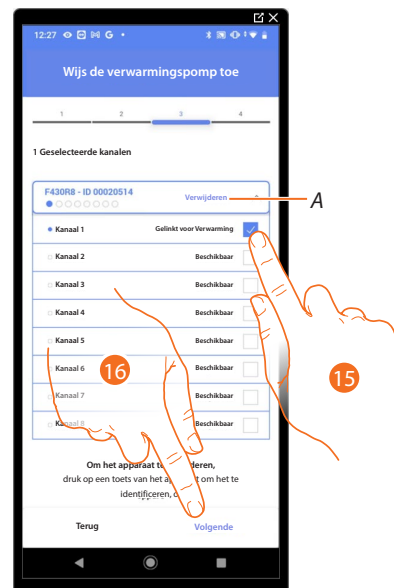 12:27 G
Wijs de verwarmingspomp toe
1 2 3 4
1 Geselecteerde kanalen
F430R8 - ID 00020514
Verwijderen
A
Kanaal 1 Gelinkt voor Verwarming
Kanaal 2 Beschikbaar
Kanaal 3 Beschikbaar
Kanaal 4 Beschikbaar
Kanaal 5 Beschikbaar
Kanaal 6 Beschikbaar
16
15
Kanaal 7 Beschikbaar
Kanaal 8 Beschikbaar
Om het apparaat te
druk op een toets van het om het te
identificeren,
Terug Volgende